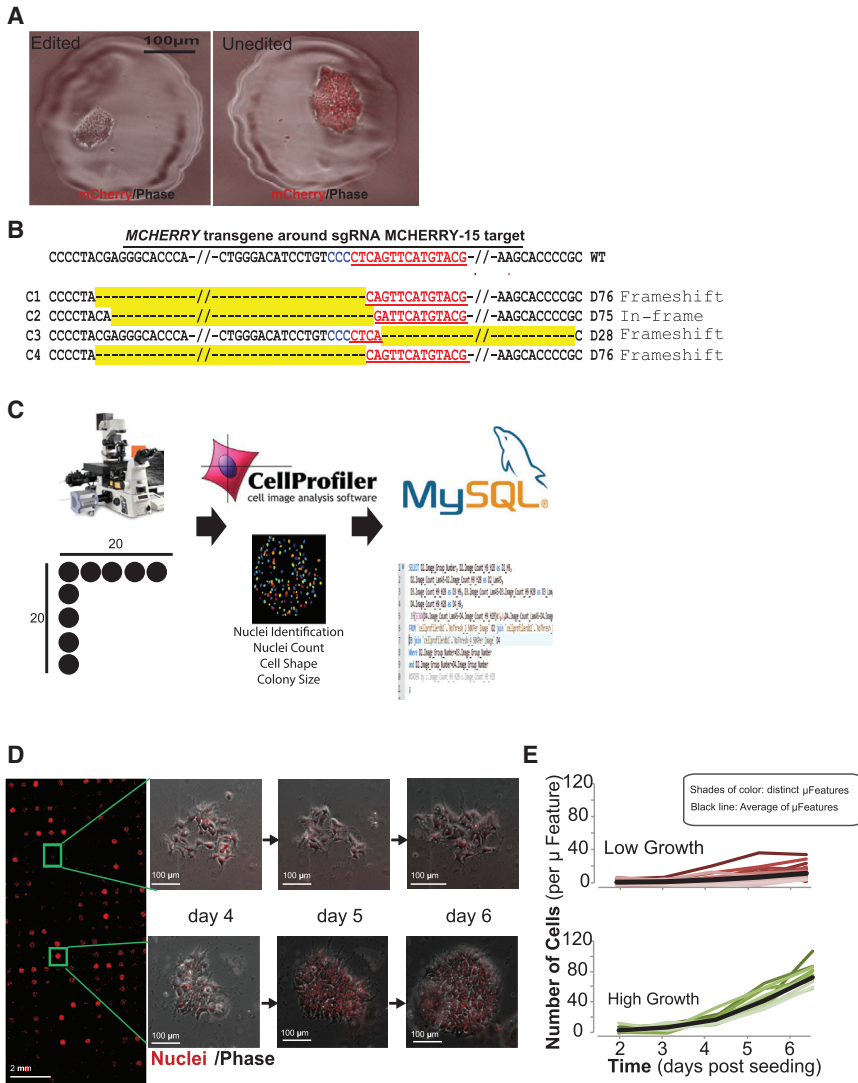 A
Edited
100µm
Unedited
mCherry/Phase
mCherry/Phase
B
MCHERRY transgene around sgRNA MCHERRY-15 target
CCCCTACGAGGGCACCCA-//-CTGGGACATCCTGTCCCCTCAGTTCATGTACG-//-AAGCACCCCGC WT
C1 CCCCTA------------//------------------CAGTTCATGTACG-//-AAGCACCCCGC D76 Frameshift
C2 CCCCTACA----------//-------------------GATTCATGTACG-//-AAGCACCCCGC D75 In-frame
C3 CCCCTACGAGGGCACCCA-//-CTGGGACATCCTGTCCCCTCA------------//-----------C D28 Frameshift
C4 CCCCTA------------//------------------CAGTTCATGTACG-//-AAGCACCCCGC D76 Frameshift
C
CellProfiler
cell image analysis software
MySQL®
20
20
Nuclei Identification
Nuclei Count
Cell Shape
Colony Size
D
100 µm
100 µm
100 µm
day 4
day 5
day 6
100 µm
100 µm
100 µm
2 mm
Nuclei /Phase
E
Number of Cells (per µ Feature)
120
80
40
0
Shades of color: distinct µFeatures
Black line: Average of µFeatures
Low Growth
120
80
40
0
High Growth
2 3 4 5 6
Time (days post seeding)